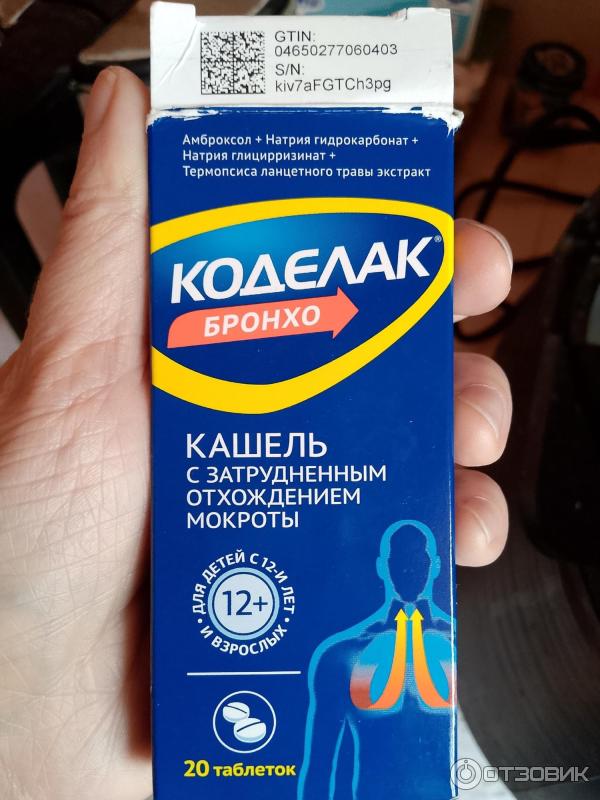 GTIN:
04650277060403
S/N:
kiv7aFGTCh3pg
Амброксол + Натрия гидрокарбонат +
Натрия глицирризинат +
Термопсиса ланцетного травы экстракт
КОДЕЛАК®
БРОНХО
КАШЕЛЬ
С ЗАТРУДНЕННЫМ
ОТХОЖДЕНИЕМ
МОКРОТЫ
• ДЛЯ ДЕТЕЙ С 12-И ЛЕТ •
12+
И ВЗРОСЛЫХ
20 таблеток
ОТЗОВИК